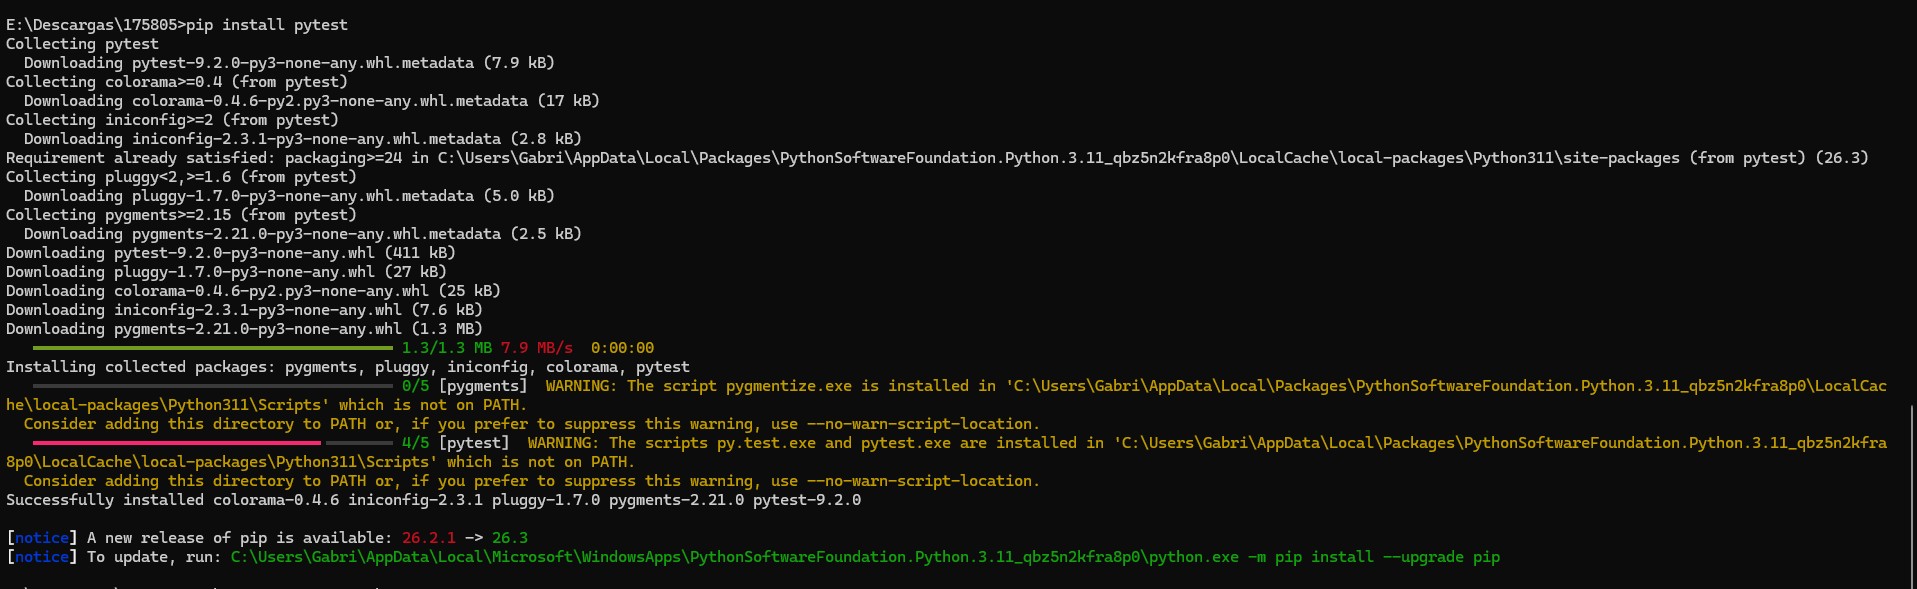 E:\Descargas\175805>pip install pytest
Collecting pytest
  Downloading pytest-9.2.0-py3-none-any.whl.metadata (7.9 kB)
Collecting colorama>=0.4 (from pytest)
  Downloading colorama-0.4.6-py2.py3-none-any.whl.metadata (17 kB)
Collecting iniconfig>=2 (from pytest)
  Downloading iniconfig-2.3.1-py3-none-any.whl.metadata (2.8 kB)
Requirement already satisfied: packaging>=24 in C:\Users\Gabri\AppData\Local\Packages\PythonSoftwareFoundation.Python.3.11_qbz5n2kfra8p0\LocalCache\local-packages\Python311\site-packages (from pytest) (26.3)
Collecting pluggy<2,>=1.6 (from pytest)
  Downloading pluggy-1.7.0-py3-none-any.whl.metadata (5.0 kB)
Collecting pygments>=2.15 (from pytest)
  Downloading pygments-2.21.0-py3-none-any.whl.metadata (2.5 kB)
Downloading pytest-9.2.0-py3-none-any.whl (411 kB)
Downloading pluggy-1.7.0-py3-none-any.whl (27 kB)
Downloading colorama-0.4.6-py2.py3-none-any.whl (25 kB)
Downloading iniconfig-2.3.1-py3-none-any.whl (7.6 kB)
Downloading pygments-2.21.0-py3-none-any.whl (1.3 MB)
1.3/1.3 MB 7.9 MB/s  0:00:00
Installing collected packages: pygments, pluggy, iniconfig, colorama, pytest
0/5 [pygments]  WARNING: The script pygmentize.exe is installed in 'C:\Users\Gabri\AppData\Local\Packages\PythonSoftwareFoundation.Python.3.11_qbz5n2kfra8p0\LocalCac
he\local-packages\Python311\Scripts' which is not on PATH.
  Consider adding this directory to PATH or, if you prefer to suppress this warning, use --no-warn-script-location.
4/5 [pytest]  WARNING: The scripts py.test.exe and pytest.exe are installed in 'C:\Users\Gabri\AppData\Local\Packages\PythonSoftwareFoundation.Python.3.11_qbz5n2kfra
8p0\LocalCache\local-packages\Python311\Scripts' which is not on PATH.
  Consider adding this directory to PATH or, if you prefer to suppress this warning, use --no-warn-script-location.
Successfully installed colorama-0.4.6 iniconfig-2.3.1 pluggy-1.7.0 pygments-2.21.0 pytest-9.2.0
[notice] A new release of pip is available: 26.2.1 -> 26.3
[notice] To update, run: C:\Users\Gabri\AppData\Local\Microsoft\WindowsApps\PythonSoftwareFoundation.Python.3.11_qbz5n2kfra8p0\python.exe -m pip install --upgrade pip